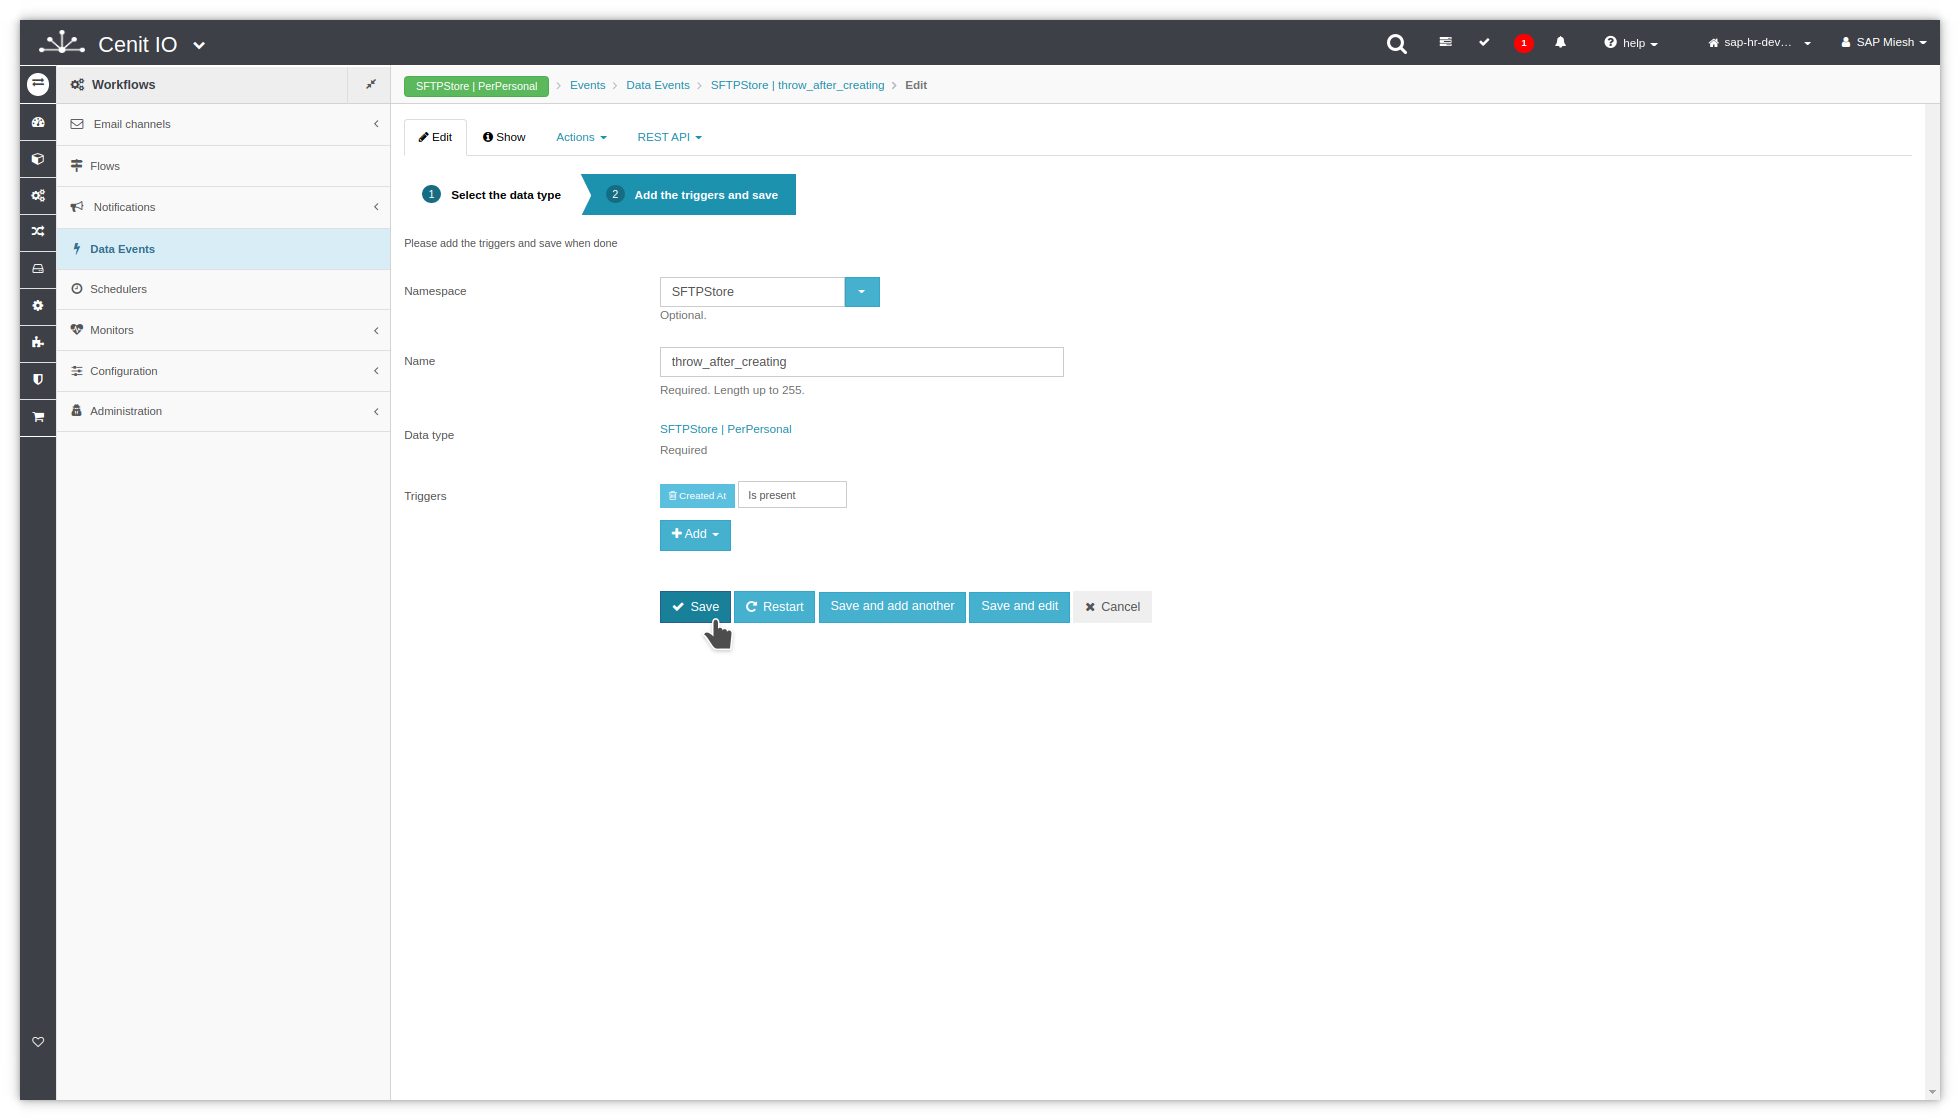 Cenit IO
1
help
sap-hr-dev...
SAP Miesh
Workflows
SFTPStore | PerPersonal
Events
Data Events
SFTPStore | throw_after_creating
Edit
Email channels
Flows
Notifications
Data Events
Schedulers
Monitors
Configuration
Administration
Edit
Show
Actions
REST API
1 Select the data type
2 Add the triggers and save
Please add the triggers and save when done
Namespace
SFTPStore
Optional.
Name
throw_after_creating
Required. Length up to 255.
Data type
SFTPStore | PerPersonal
Required
Triggers
Created At
Is present
Add
Save
Restart
Save and add another
Save and edit
Cancel